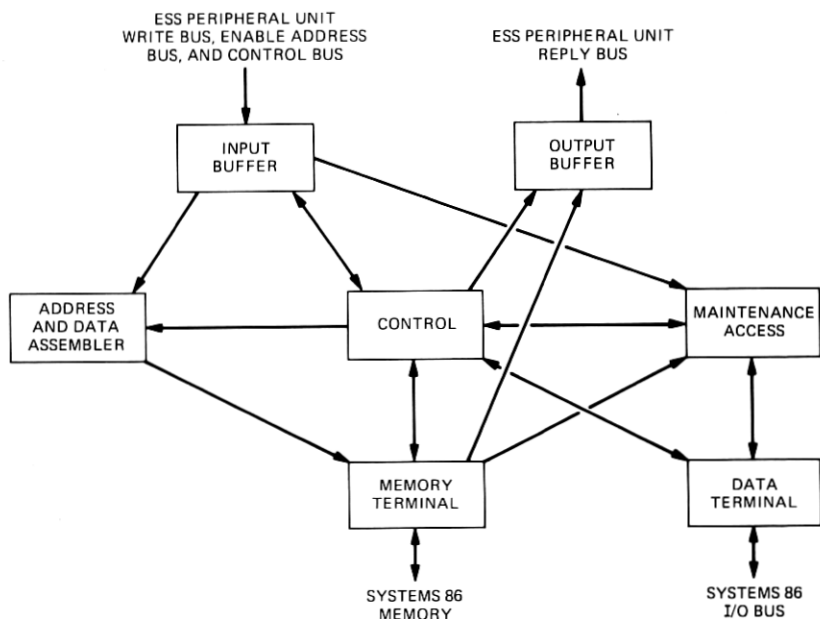 ESS PERIPHERAL UNIT
WRITE BUS, ENABLE ADDRESS
BUS, AND CONTROL BUS
ESS PERIPHERAL UNIT
REPLY BUS
INPUT
BUFFER
OUTPUT
BUFFER
ADDRESS
AND DATA
ASSEMBLER
CONTROL
MAINTENANCE
ACCESS
MEMORY
TERMINAL
DATA
TERMINAL
SYSTEMS 86
MEMORY
SYSTEMS 86
I/O BUS